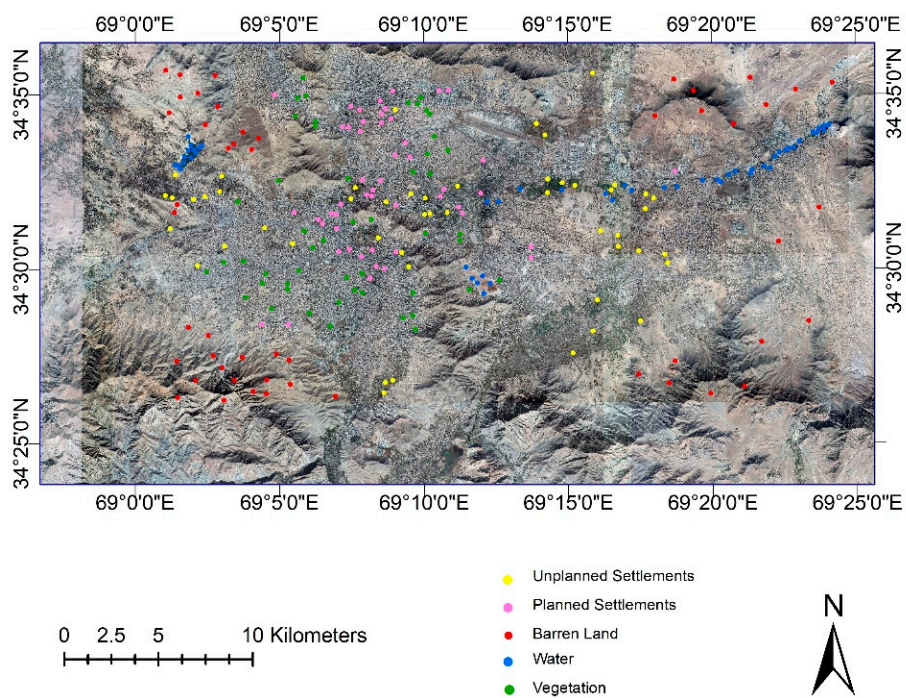 69°0'0"E 69°5'0"E 69°10'0"E 69°15'0"E 69°20'0"E 69°25'0"E
34°35'0"N 34°35'0"N
34°30'0"N 34°30'0"N
34°25'0"N 34°25'0"N
69°0'0"E 69°5'0"E 69°10'0"E 69°15'0"E 69°20'0"E 69°25'0"E
Unplanned Settlements
Planned Settlements
Barren Land
Water
Vegetation
0 2.5 5 10 Kilometers
N